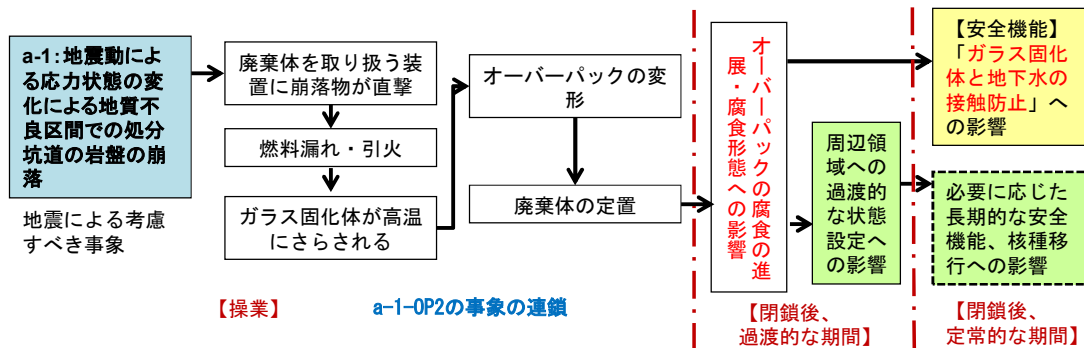 a-1:地震動によ
る応力状態の変
化による地質不
良区間での処分
坑道の岩盤の崩
落
地震による考慮
すべき事象
廃棄体を取り扱う装
置に崩落物が直撃
燃料漏れ・引火
ガラス固化体が高温
にさらされる
オーバーパックの変
形
廃棄体の定置
オーバーパックの腐食の進
展・腐食形態への影響
周辺領
域への
過渡的
な状態
設定へ
の影響
【安全機能】
「ガラス固化
体と地下水の
接触防止」へ
の影響
必要に応じた
長期的な安全
機能、核種移
行への影響
【操業】
a-1-OP2の事象の連鎖
【閉鎖後、
過渡的な期間】
【閉鎖後、
定常的な期間】